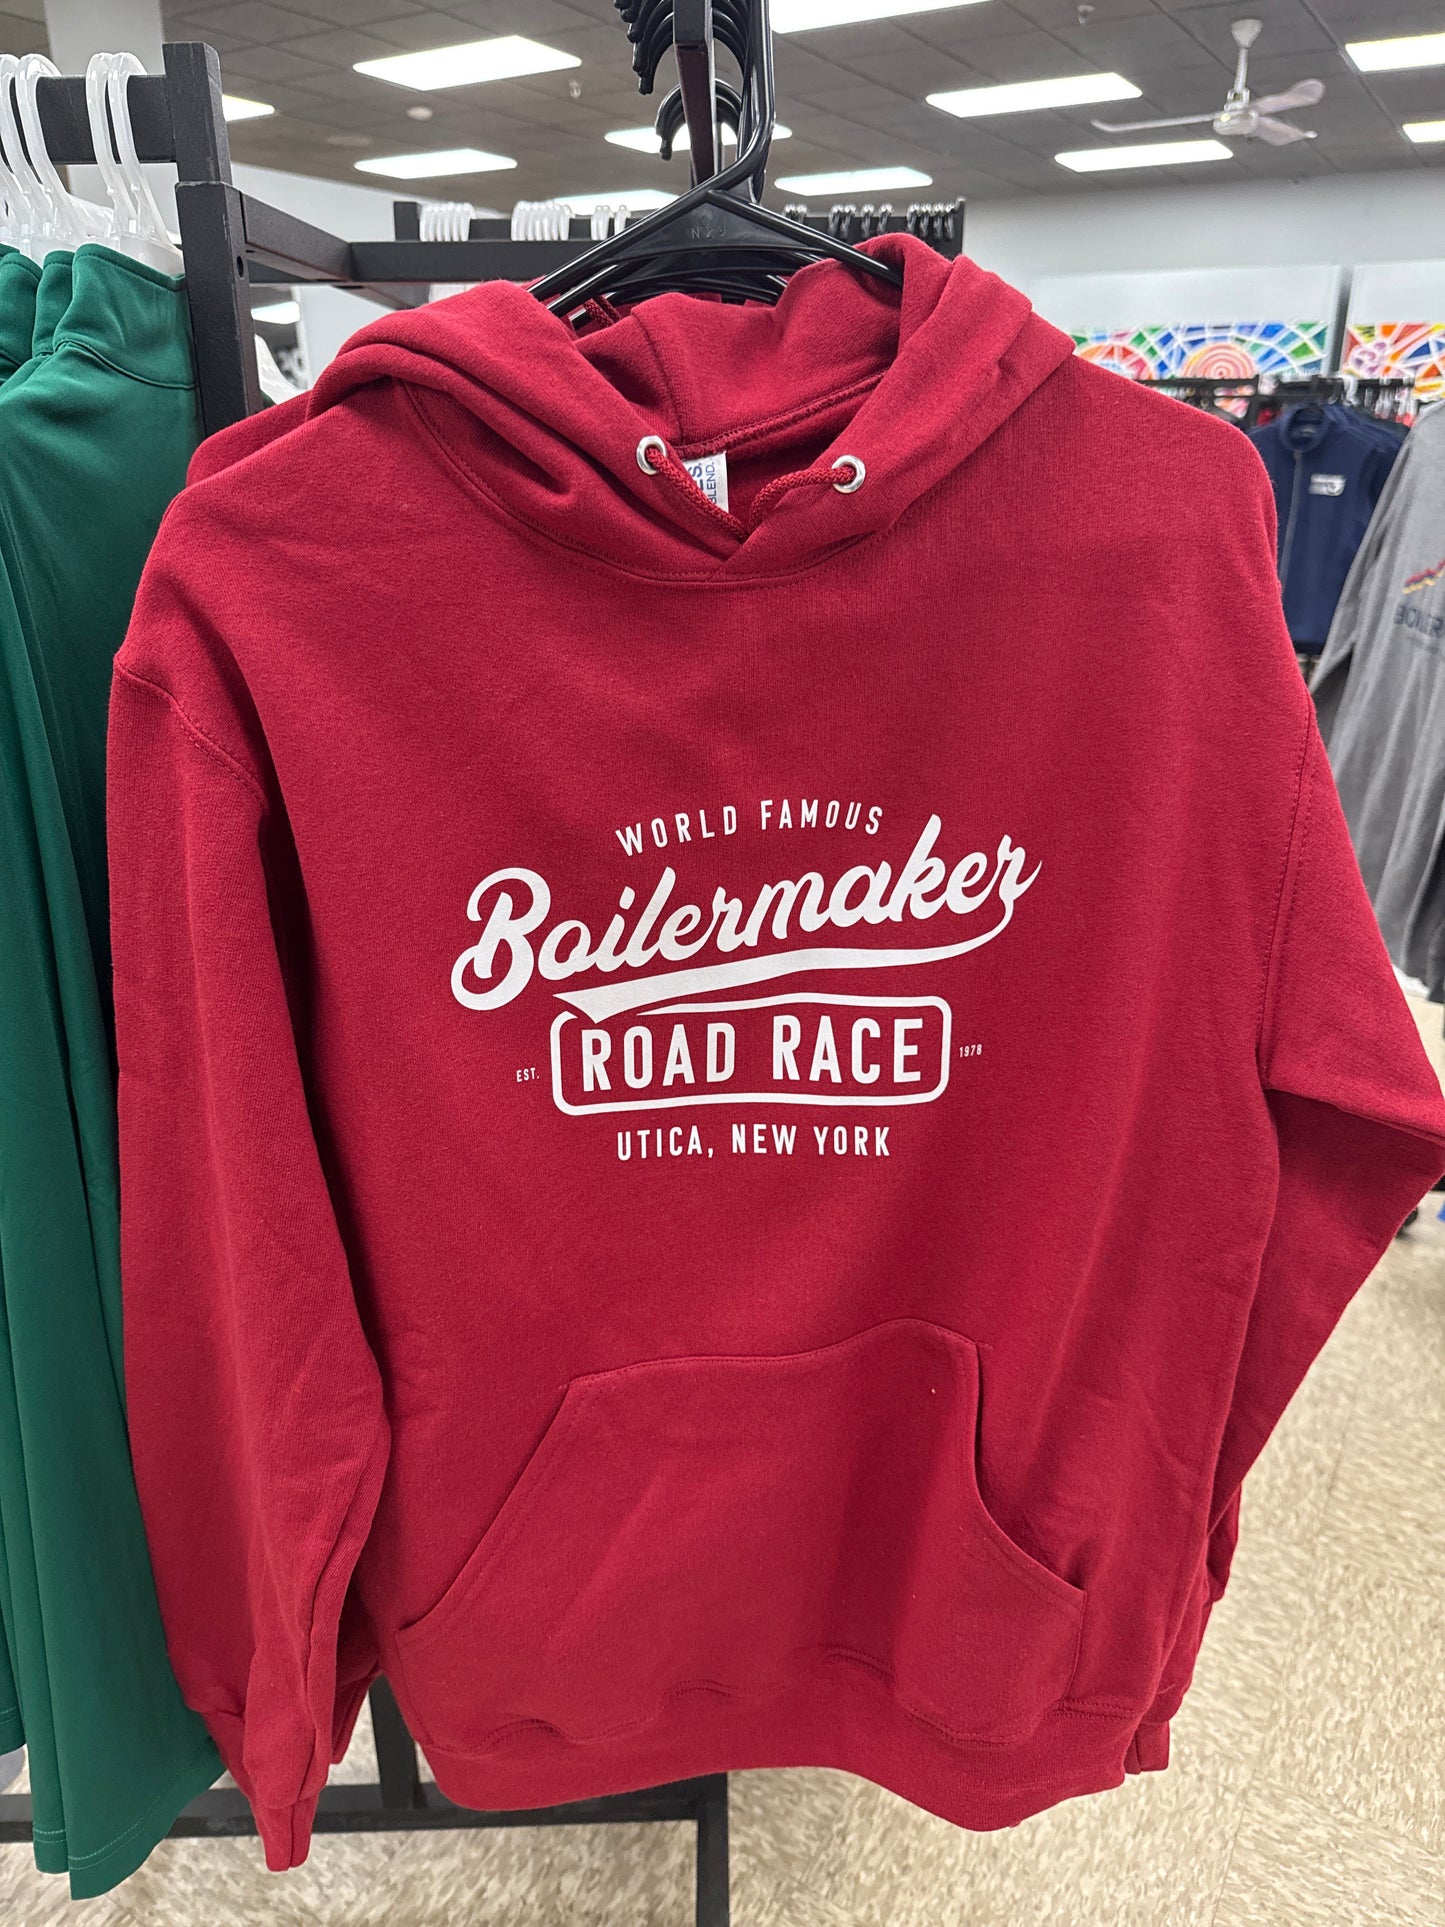 WORLD FAMOUS
Boilermaker
ROAD RACE
EST. 1978
UTICA, NEW YORK